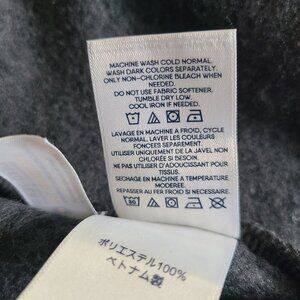 MACHINE WASH COLD NORMAL.
WASH DARK COLORS SEPARATELY.
ONLY NON-CHLORINE BLEACH WHEN
NEEDED.
DO NOT USE FABRIC SOFTENER.
TUMBLE DRY LOW.
COOL IRON IF NEEDED.
LAVAGE EN MACHINE A FROID, CYCLE
NORMAL. LAVER LES COULEURS
FONCEES SEPAREMENT.
UTILISER UNIQUEMENT DE LA JAVEL NON
CHLORÉE SI BESOIN.
NE PAS UTILISER D'ADOUCISSANT POUR
TISSU.
SECHAGE EN MACHINE A TEMPERATURE
MODEREE.
REPASSER AU FER FROID SI NECESSAIRE.
30
ポリエステル100%
ベトナム製